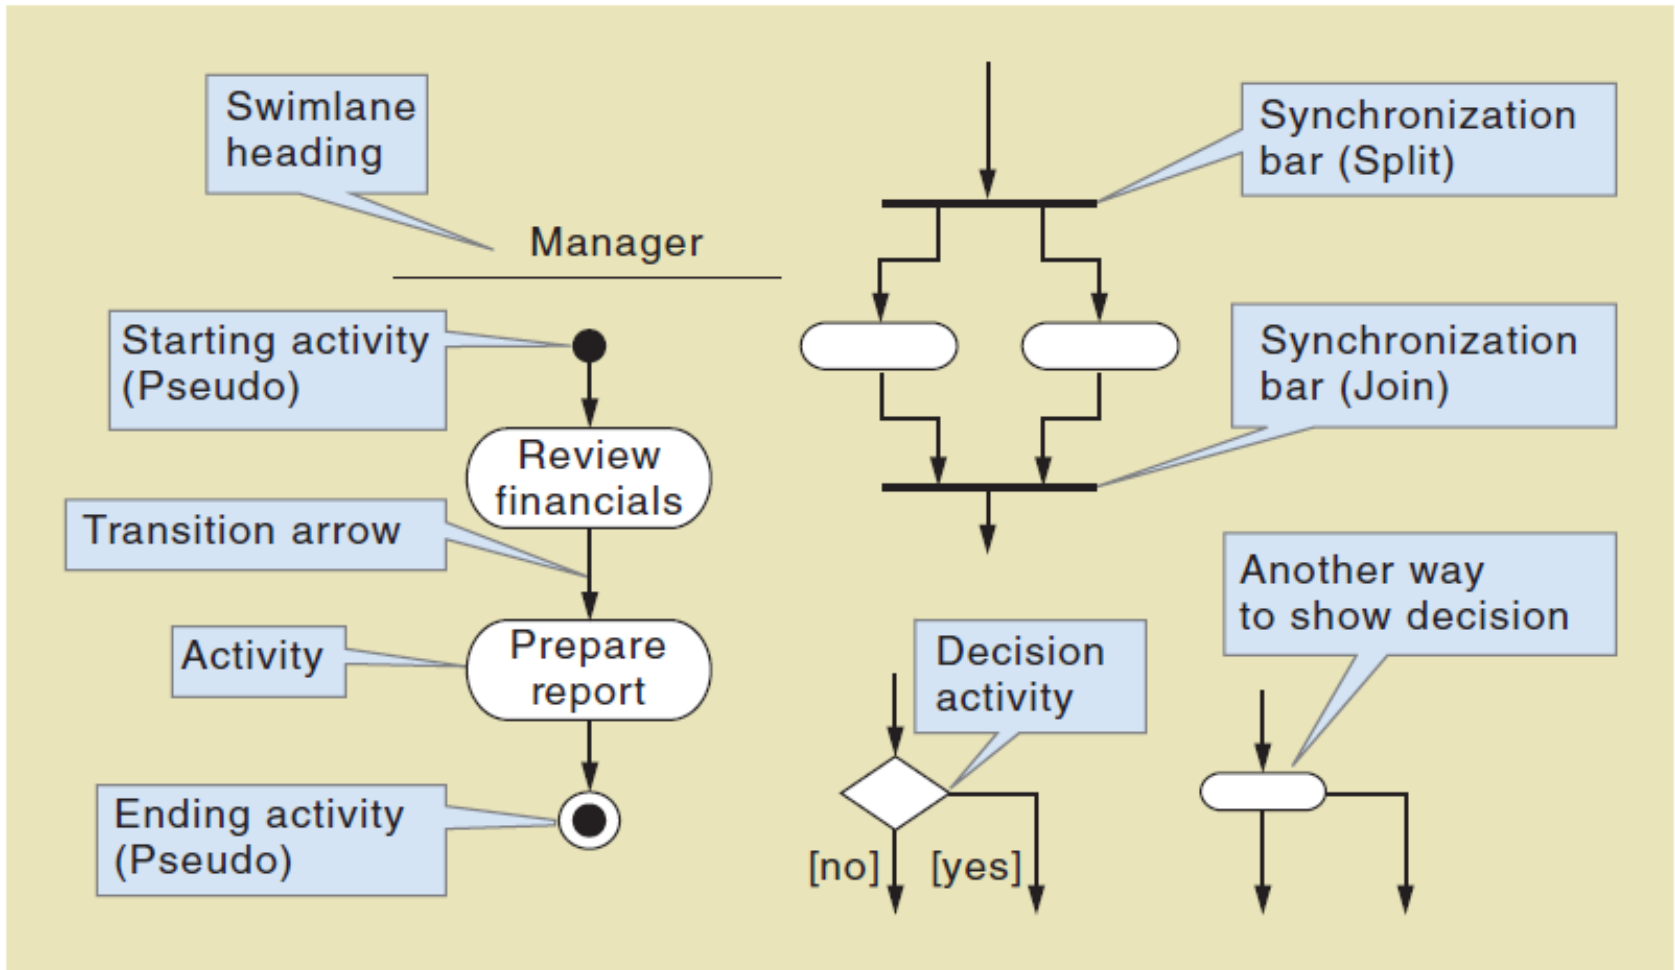 Swimlane
heading
Manager
Starting activity
(Pseudo)
Review
financials
Transition arrow
Activity
Prepare
report
Ending activity
(Pseudo)
Synchronization
bar (Split)
Synchronization
bar (Join)
Decision
activity
[no]
[yes]
Another way
to show decision